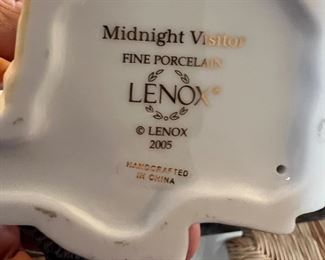 Midnight Visitor
FINE PORCELAIN
LENOX®
© LENOX
2005
HANDCRAFTED
IN CHINA